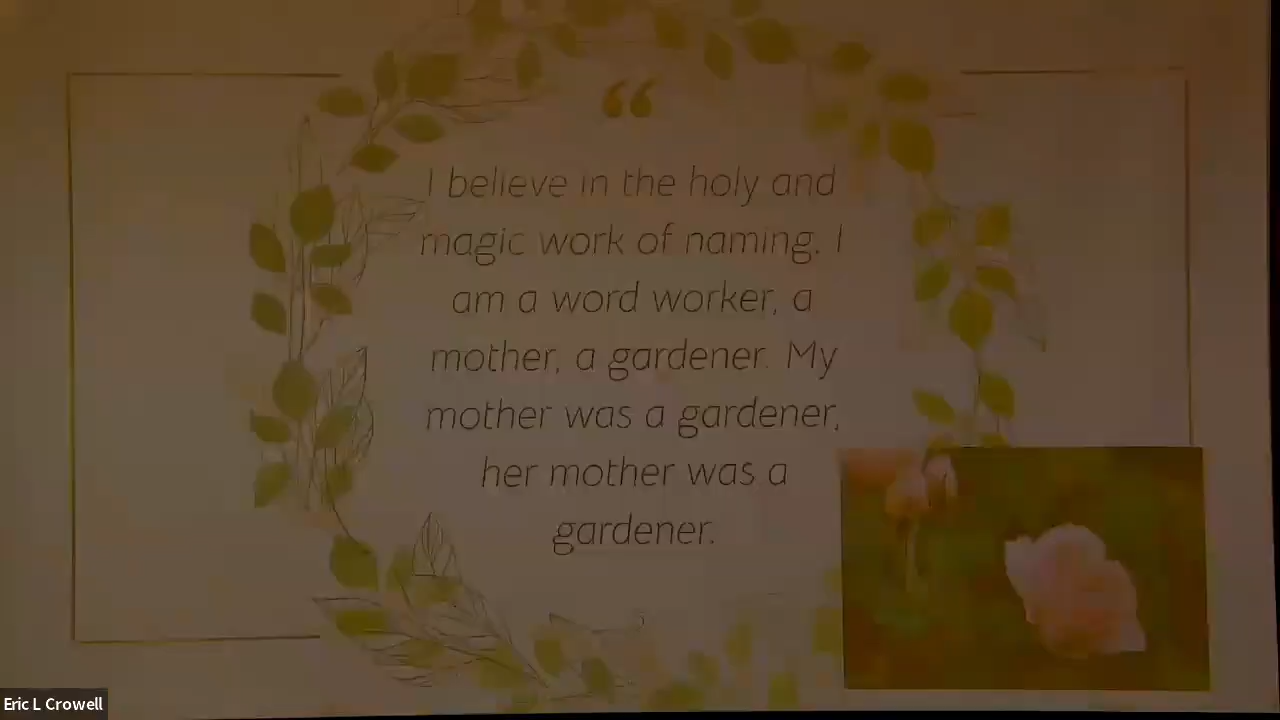 “
I believe in the holy and
magic work of naming. I
am a word worker, a
mother, a gardener. My
mother was a gardener,
her mother was a
gardener.
Eric L Crowell